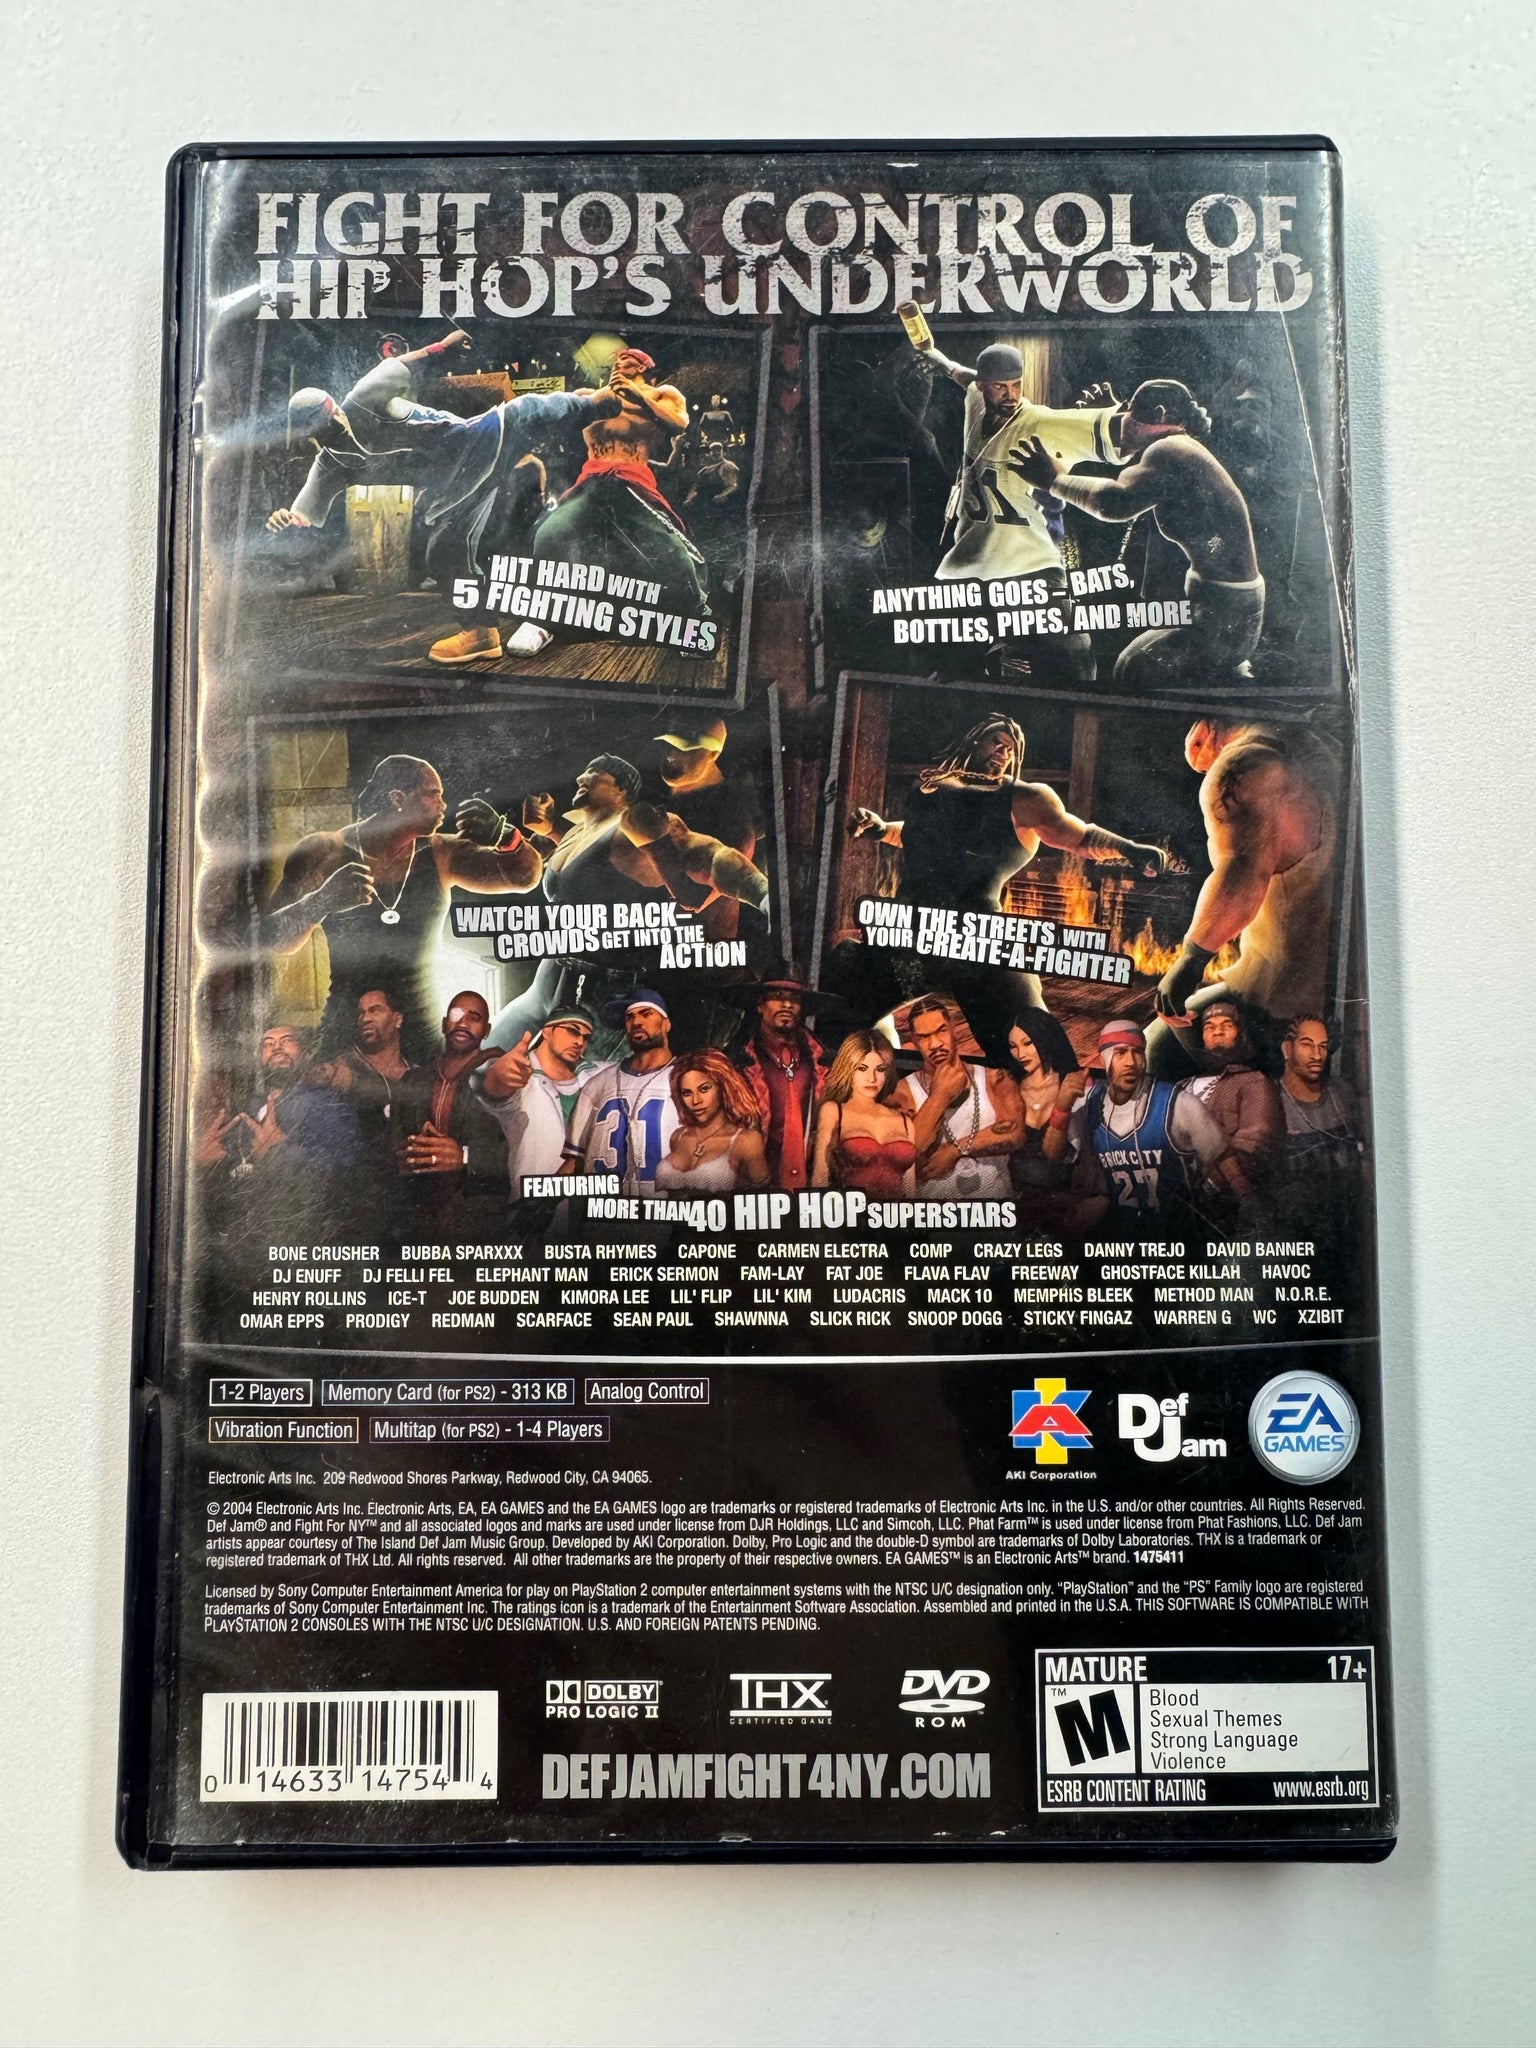 FIGHT FOR CONTROL OF
HIP HOP'S UNDERWORLD
HIT HARD WITH
5 FIGHTING STYLES
ANYTHING GOES – BATS,
BOTTLES, PIPES, AND MORE
31
WATCH YOUR BACK–
CROWDS GET INTO THE
ACTION
OWN THE STREETS WITH
YOUR CREATE-A-FIGHTER
31
BRICK CITY
27
FEATURING
MORE THAN 40 HIP HOP SUPERSTARS
BONE CRUSHER BUBBA SPARXXX BUSTA RHYMES CAPONE CARMEN ELECTRA COMP CRAZY LEGS DANNY TREJO DAVID BANNER
DJ ENUFF DJ FELLI FEL ELEPHANT MAN ERICK SERMON FAM-LAY FAT JOE FLAVA FLAV FREEWAY GHOSTFACE KILLAH HAVOC
HENRY ROLLINS ICE-T JOE BUDDEN KIMORA LEE LIL' FLIP LIL' KIM LUDACRIS MACK 10 MEMPHIS BLEEK METHOD MAN N.O.R.E.
OMAR EPPS PRODIGY REDMAN SCARFACE SEAN PAUL SHAWNNA SLICK RICK SNOOP DOGG STICKY FINGAZ WARREN G WC XZIBIT
1-2 Players Memory Card (for PS2) - 313 KB Analog Control
Vibration Function Multitap (for PS2) - 1-4 Players
AKI Corporation
Def Jam
EA GAMES™
Electronic Arts Inc. 209 Redwood Shores Parkway, Redwood City, CA 94065.
© 2004 Electronic Arts Inc. Electronic Arts, EA, EA GAMES and the EA GAMES logo are trademarks or registered trademarks of Electronic Arts Inc. in the U.S. and/or other countries. All Rights Reserved.
Def Jam® and Fight For NY™ and all associated logos and marks are used under license from DJR Holdings, LLC and Simcoh, LLC. Phat Farm™ is used under license from Phat Fashions, LLC. Def Jam
artists appear courtesy of The Island Def Jam Music Group. Developed by AKI Corporation. Dolby, Pro Logic and the double-D symbol are trademarks of Dolby Laboratories. THX is a trademark or
registered trademark of THX Ltd. All rights reserved. All other trademarks are the property of their respective owners. EA GAMES™ is an Electronic Arts™ brand. 1475411
Licensed by Sony Computer Entertainment America for play on PlayStation 2 computer entertainment systems with the NTSC U/C designation only. "PlayStation" and the "PS" Family logo are registered
trademarks of Sony Computer Entertainment Inc. The ratings icon is a trademark of the Entertainment Software Association. Assembled and printed in the U.S.A. THIS SOFTWARE IS COMPATIBLE WITH
PLAYSTATION 2 CONSOLES WITH THE NTSC U/C DESIGNATION. U.S. AND FOREIGN PATENTS PENDING.
0 14633 14754 4
DOLBY
PRO LOGIC II
THX
CERTIFIED GAME
DVD
ROM
DEFJAMFIGHT4NY.COM
MATURE 17+
M™
Blood
Sexual Themes
Strong Language
Violence
ESRB CONTENT RATING www.esrb.org